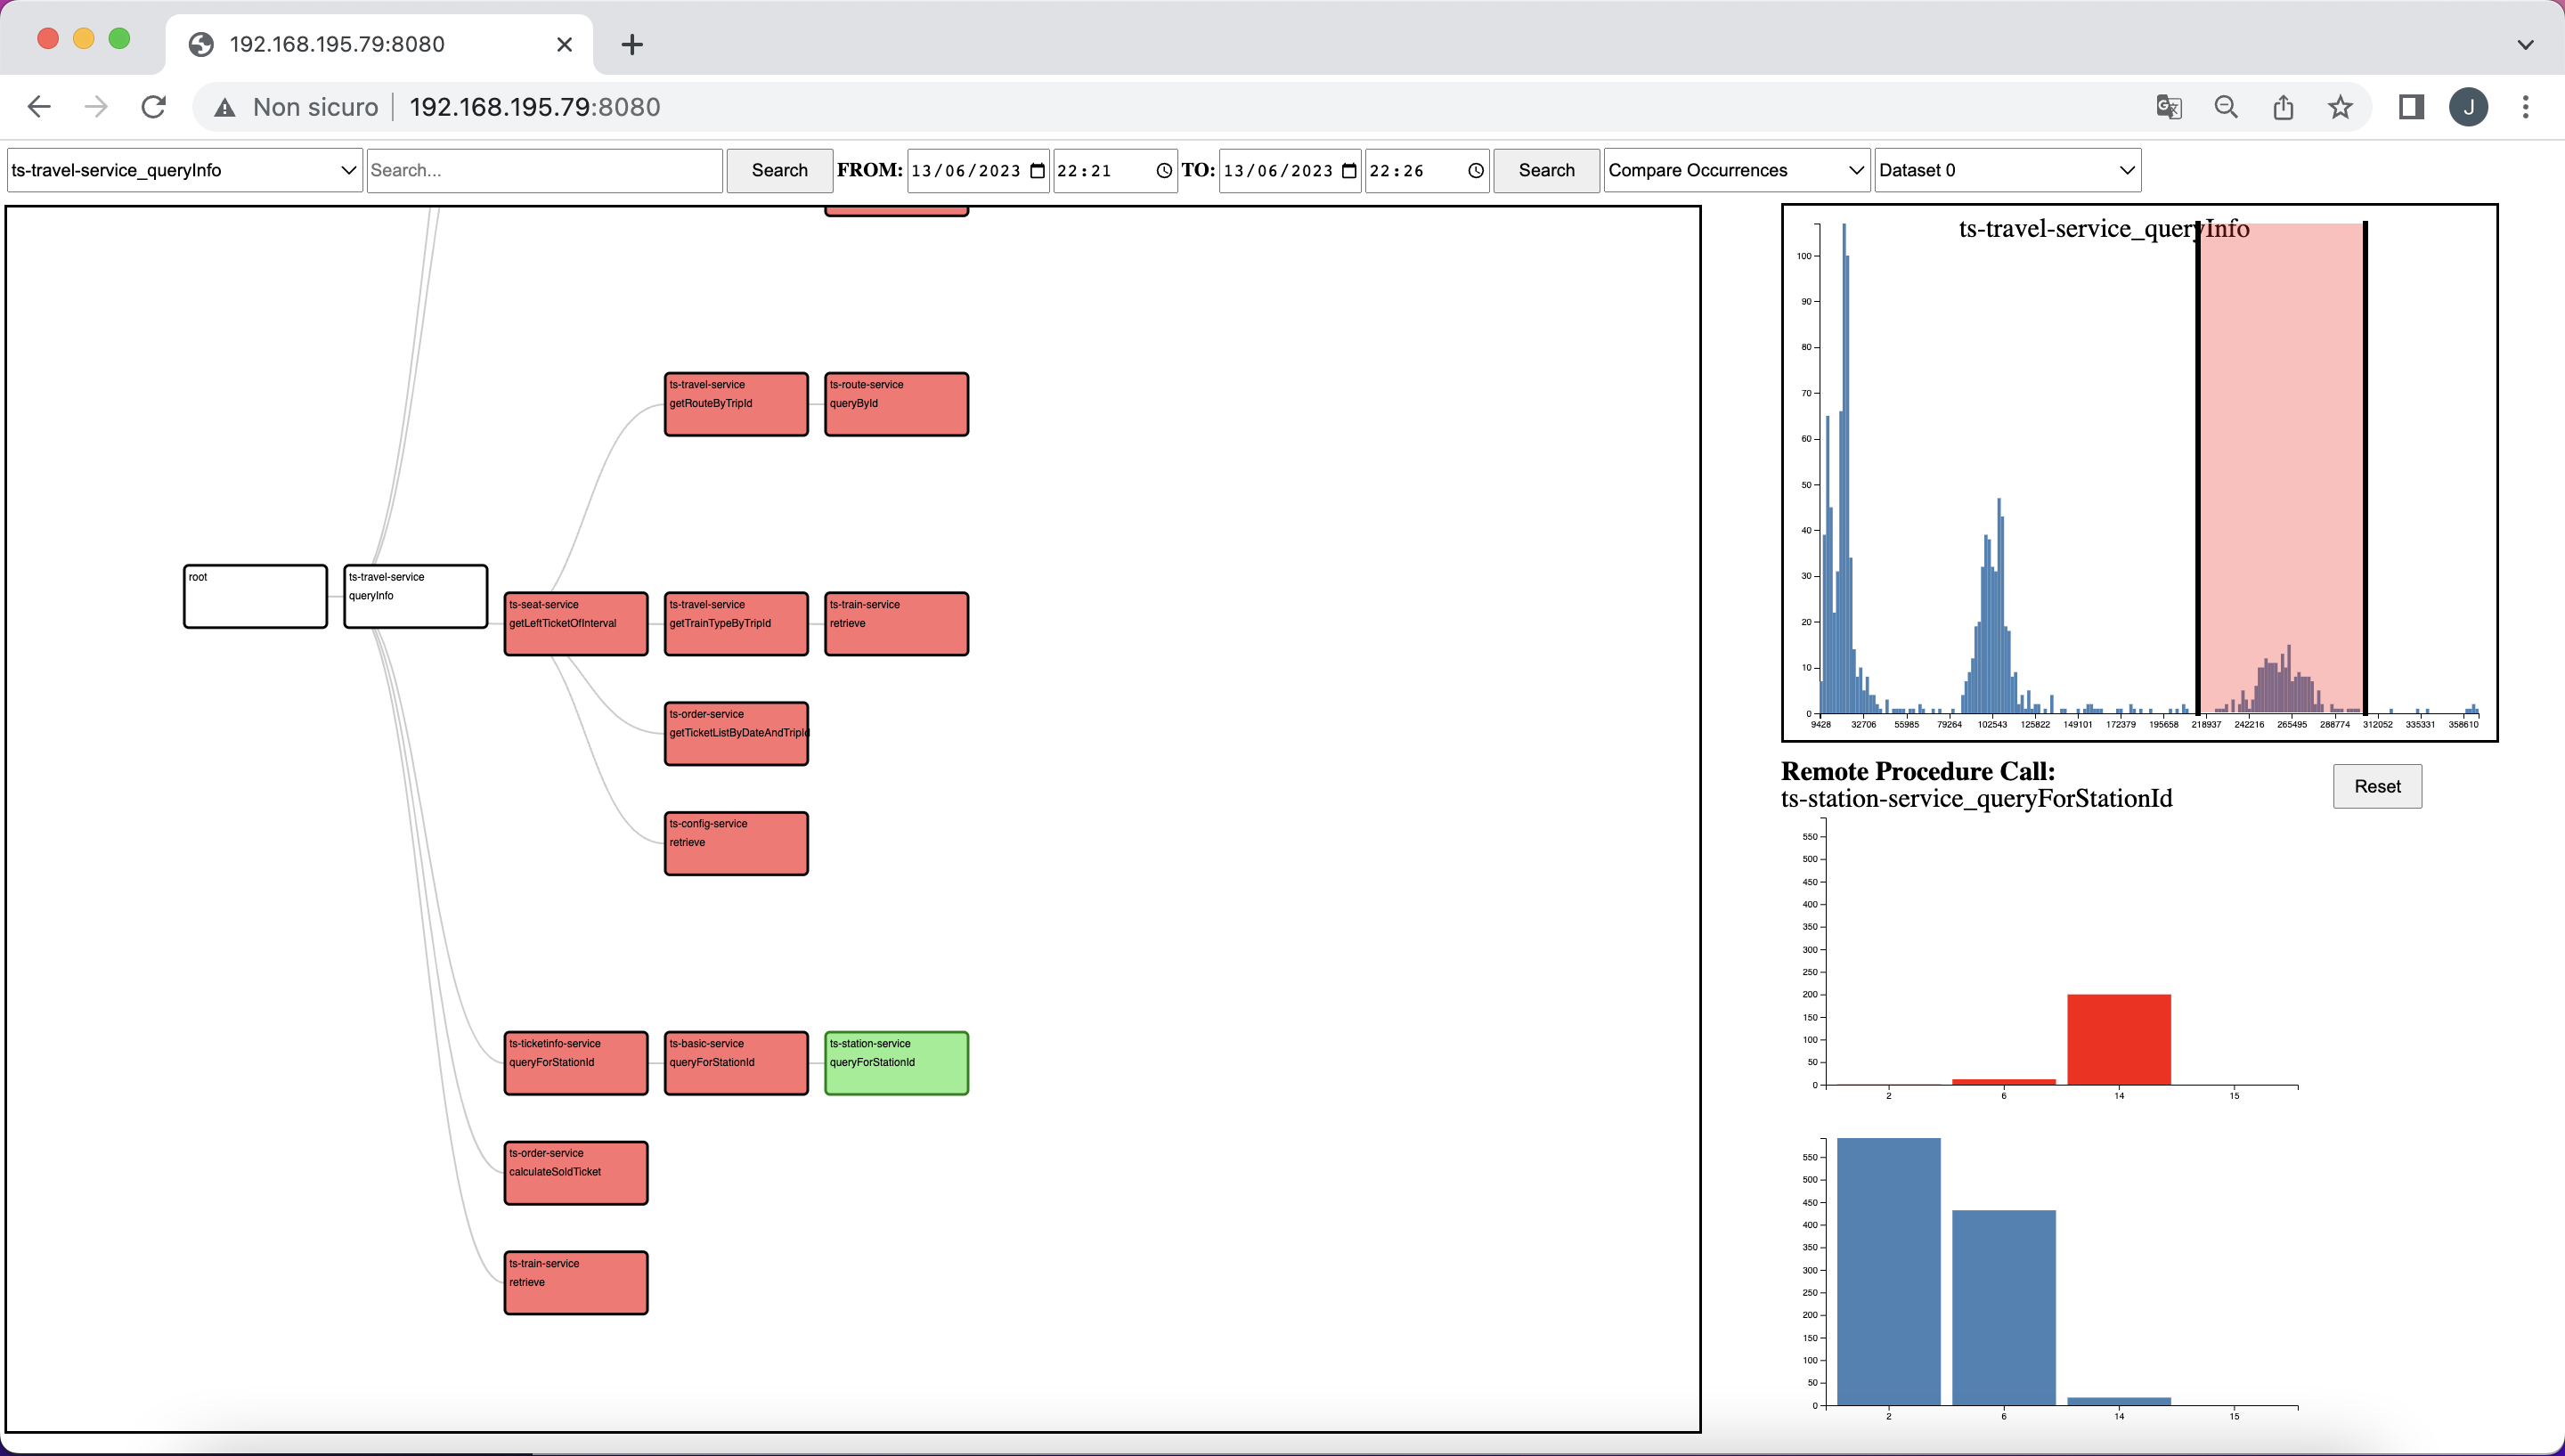 192.168.195.79:8080
Non sicuro 192.168.195.79:8080
J
ts-travel-service_queryInfo Search... Search FROM: 13/06/2023 22:21 TO: 13/06/2023 22:26 Search Compare Occurrences Dataset 0
ts-travel-service
getRouteByTripId
ts-route-service
queryById
root
ts-travel-service
queryInfo
ts-seat-service
getLeftTicketOfInterval
ts-travel-service
getTrainTypeByTripId
ts-train-service
retrieve
ts-order-service
getTicketListByDateAndTripId
ts-config-service
retrieve
ts-ticketinfo-service
queryForStationId
ts-basic-service
queryForStationId
ts-station-service
queryForStationId
ts-order-service
calculateSoldTicket
ts-train-service
retrieve
ts-travel-service_queryInfo
100
90
80
70
60
50
40
30
20
10
0
9428 32706 55985 79264 102543 125822 149101 172379 195658 218937 242216 265495 288774 312052 335331 358610
Remote Procedure Call:
ts-station-service_queryForStationId
Reset
550
500
450
400
350
300
250
200
150
100
50
0
2 6 14 15
550
500
450
400
350
300
250
200
150
100
50
0
2 6 14 15